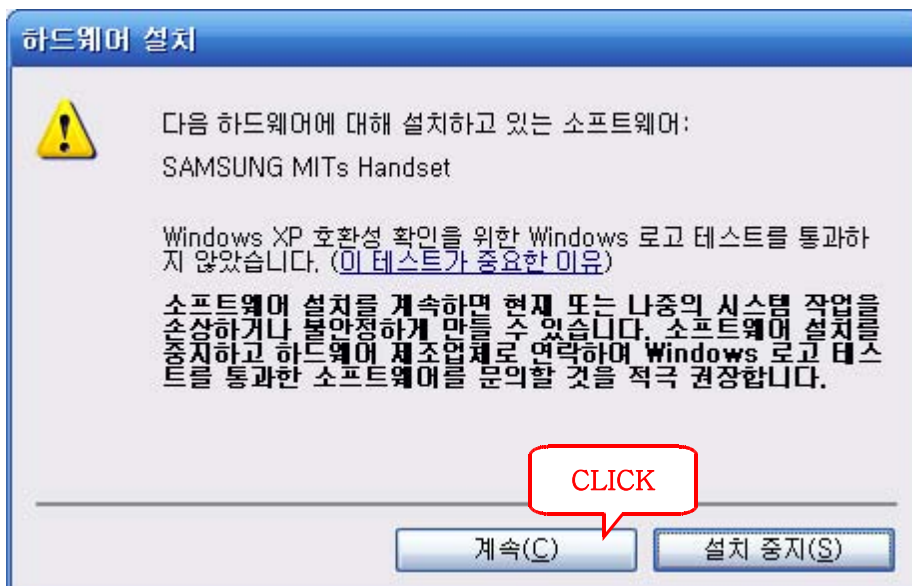 하드웨어 설치
다음 하드웨어에 대해 설치하고 있는 소프트웨어:
SAMSUNG MITs Handset
Windows XP 호환성 확인을 위한 Windows 로고 테스트를 통과하
지 않았습니다. (이 테스트가 중요한 이유)
소프트웨어 설치를 계속하면 현재 또는 나중의 시스템 작업을
손상하거나 불안정하게 만들 수 있습니다. 소프트웨어 설치를
중지하고 하드웨어 제조업체로 연락하여 Windows 로고 테스
트를 통과한 소프트웨어를 문의할 것을 적극 권장합니다.
CLICK
계속(C)
설치 중지(S)